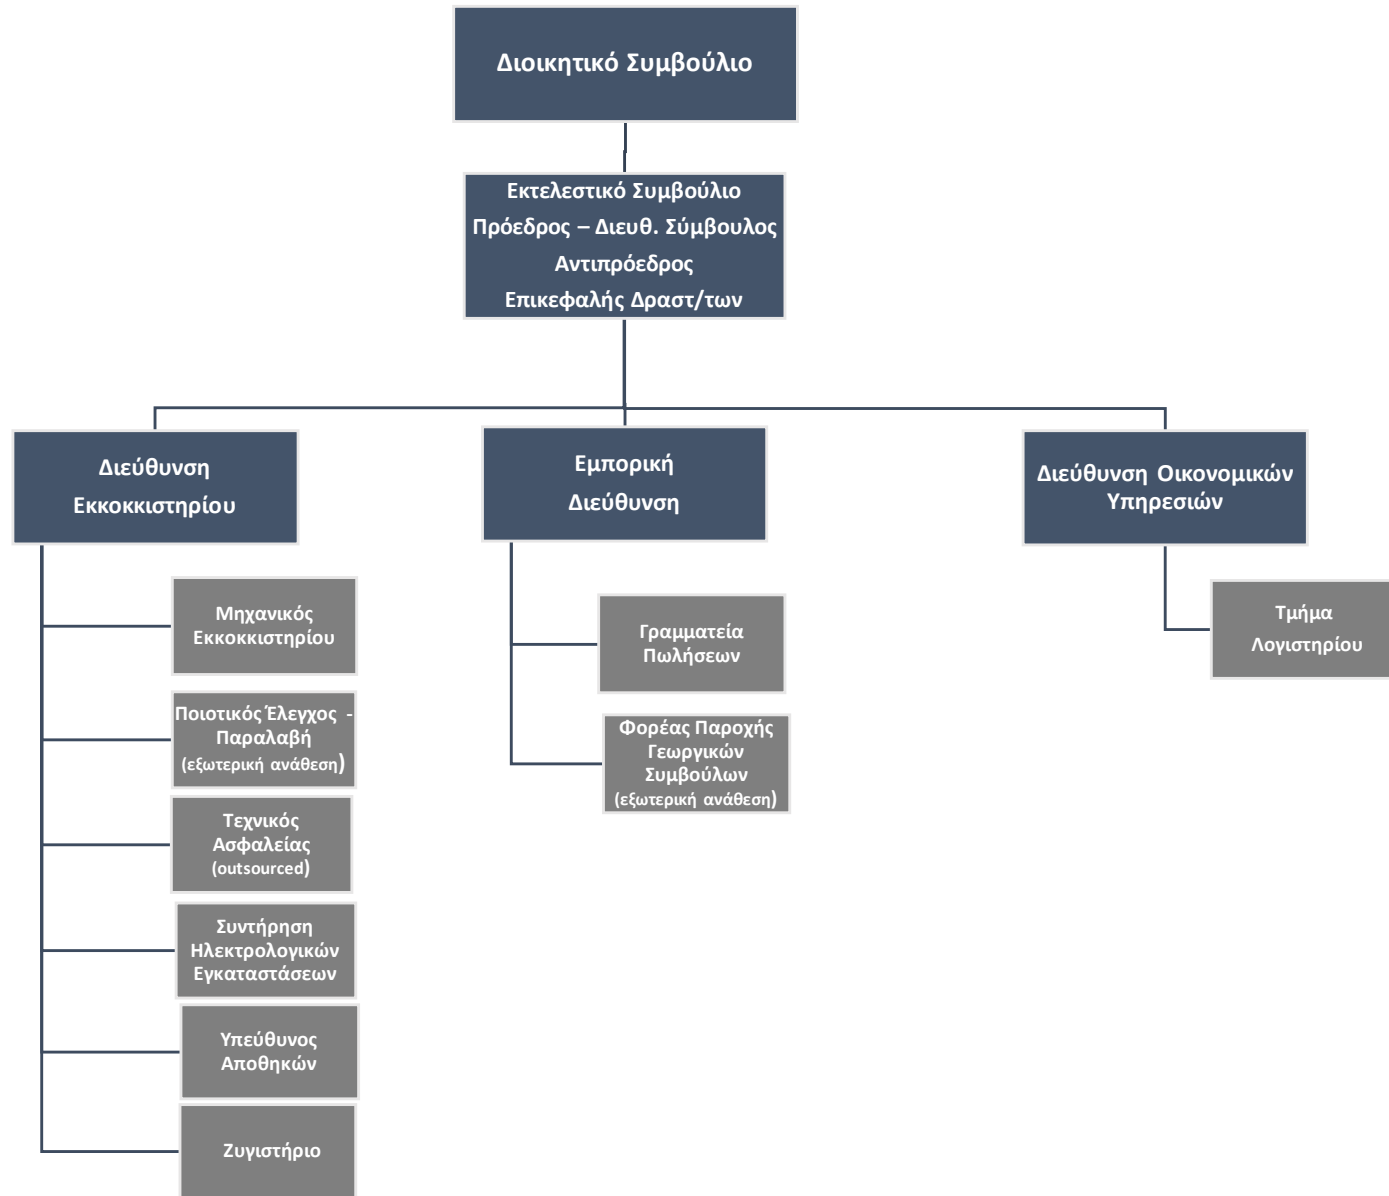 Διοικητικό Συμβούλιο
Εκτελεστικό Συμβούλιο
Πρόεδρος – Διευθ. Σύμβουλος
Αντιπρόεδρος
Επικεφαλής Δραστ/των
Διεύθυνση
Εκκοκκιστηρίου
Εμπορική
Διεύθυνση
Διεύθυνση Οικονομικών
Υπηρεσιών
Μηχανικός
Εκκοκκιστηρίου
Ποιοτικός Έλεγχος -
Παραλαβή
(εξωτερική ανάθεση)
Τεχνικός
Ασφαλείας
(outsourced)
Συντήρηση
Ηλεκτρολογικών
Εγκαταστάσεων
Υπεύθυνος
Αποθηκών
Ζυγιστήριο
Γραμματεία
Πωλήσεων
Φορέας Παροχής
Γεωργικών
Συμβούλων
(εξωτερική ανάθεση)
Τμήμα
Λογιστηρίου